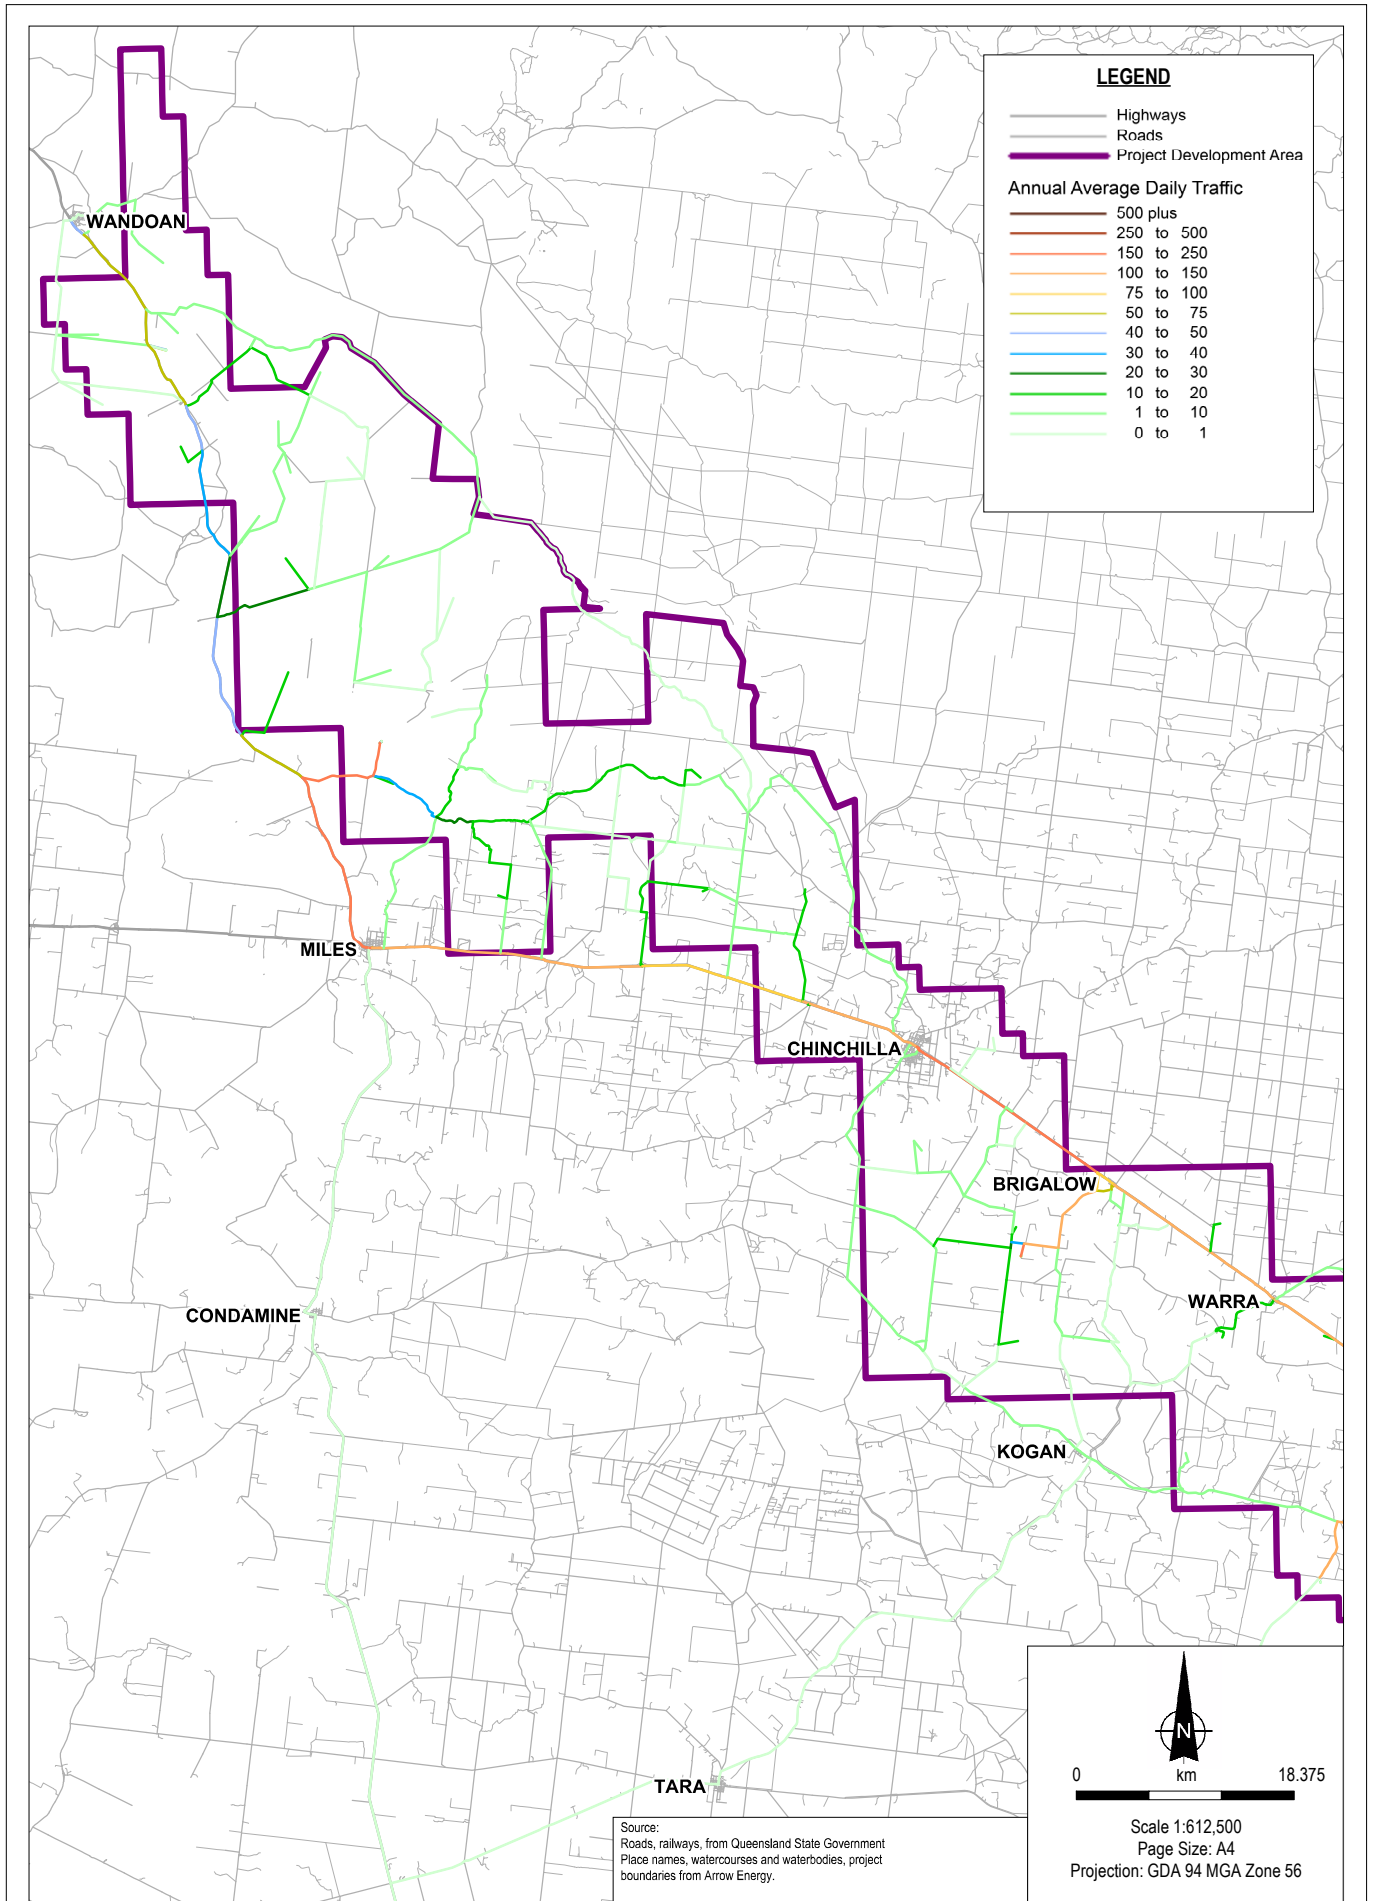 LEGEND
Highways
Roads
Project Development Area
Annual Average Daily Traffic
500 plus
250 to 500
150 to 250
100 to 150
75 to 100
50 to 75
40 to 50
30 to 40
20 to 30
10 to 20
1 to 10
0 to 1
WANDOAN
MILES
CHINCHILLA
BRIGALOW
WARRA
CONDAMINE
KOGAN
TARA
N
0 km 18.375
Scale 1:612,500
Page Size: A4
Projection: GDA 94 MGA Zone 56
Source:
Roads, railways, from Queensland State Government
Place names, watercourses and waterbodies, project
boundaries from Arrow Energy.